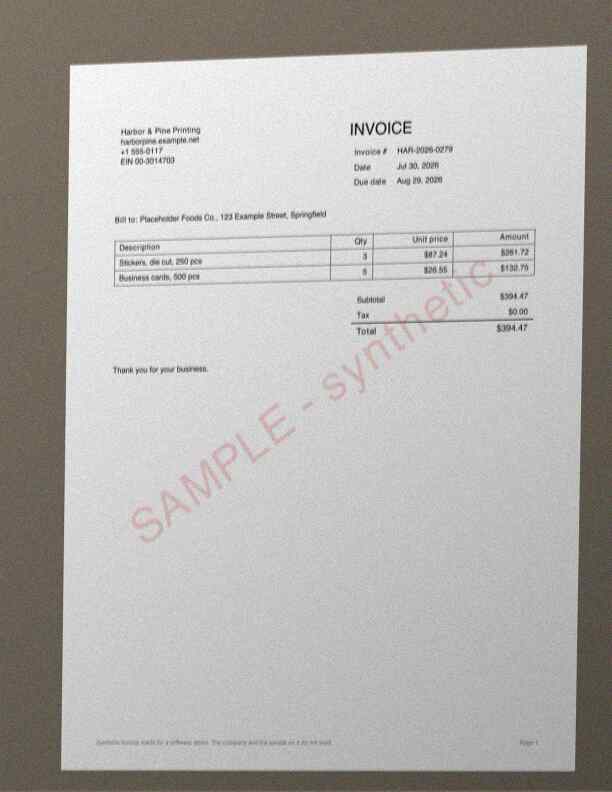 Harbor & Pine Printing
harborpine.example.net
+1 555-0117
EIN 00-3014703
INVOICE
Invoice # HAR-2026-0279
Date Jul 30, 2026
Due date Aug 29, 2026
Bill to: Placeholder Foods Co., 123 Example Street, Springfield
Description Qty Unit price Amount
Stickers, die cut, 250 pcs 3 $87.24 $261.72
Business cards, 500 pcs 5 $26.55 $132.75
Subtotal $394.47
Tax $0.00
Total $394.47
Thank you for your business.
SAMPLE - synthetic
Page 1